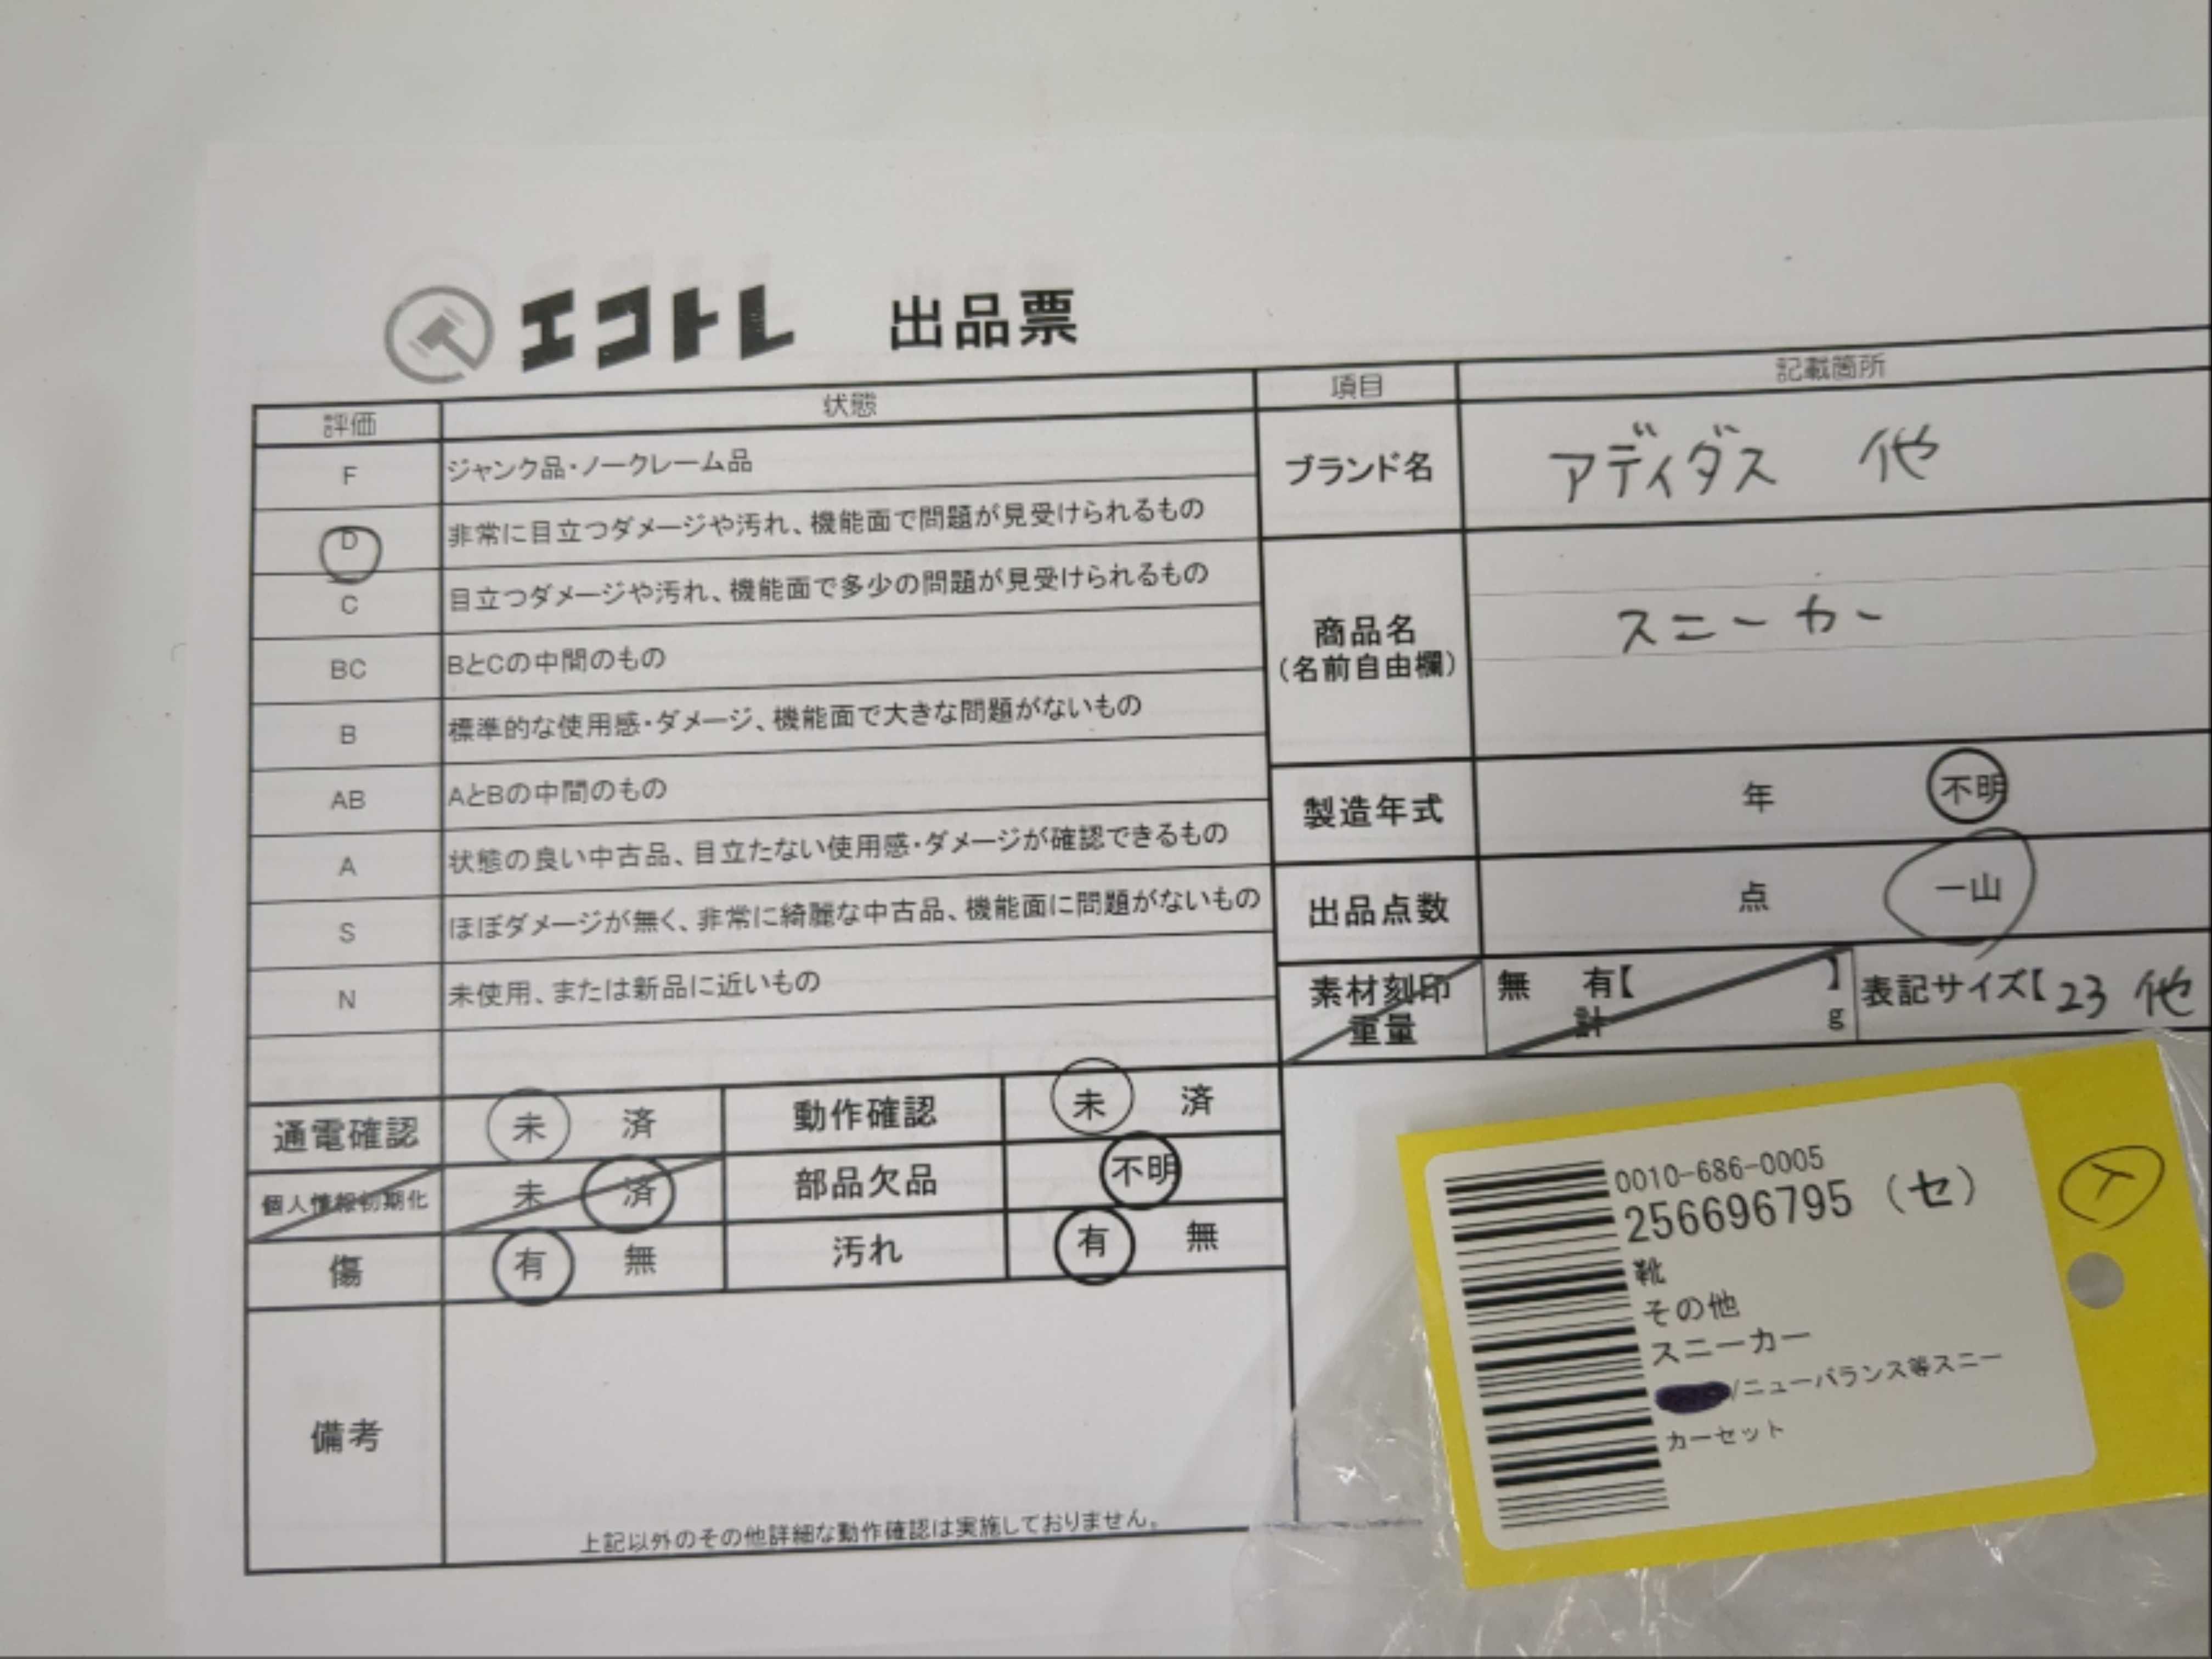 エコトレ 出品票
評価 状態 項目 記載箇所
F ジャンク品・ノークレーム品
D 非常に目立つダメージや汚れ、機能面で問題が見受けられるもの
C 目立つダメージや汚れ、機能面で多少の問題が見受けられるもの
BC BとCの中間のもの
B 標準的な使用感・ダメージ、機能面で大きな問題がないもの
AB AとBの中間のもの
A 状態の良い中古品、目立たない使用感・ダメージが確認できるもの
S ほぼダメージが無く、非常に綺麗な中古品、機能面に問題がないもの
N 未使用、または新品に近いもの
ブランド名 アディダス 他
商品名
(名前自由欄)
スニーカー
製造年式 年 不明
出品点数 点 一山
素材刻印 無 有【 】 表記サイズ【 23 他
重量 計 g
通電確認 未 済 動作確認 未 済
個人情報初期化 未 済 部品欠品 不明
傷 有 無 汚れ 有 無
備考
上記以外のその他詳細な動作確認は実施しておりません。
0010-686-0005
256696795 (セ)
靴
その他
スニーカー
/ニューバランス等スニー
カーセット